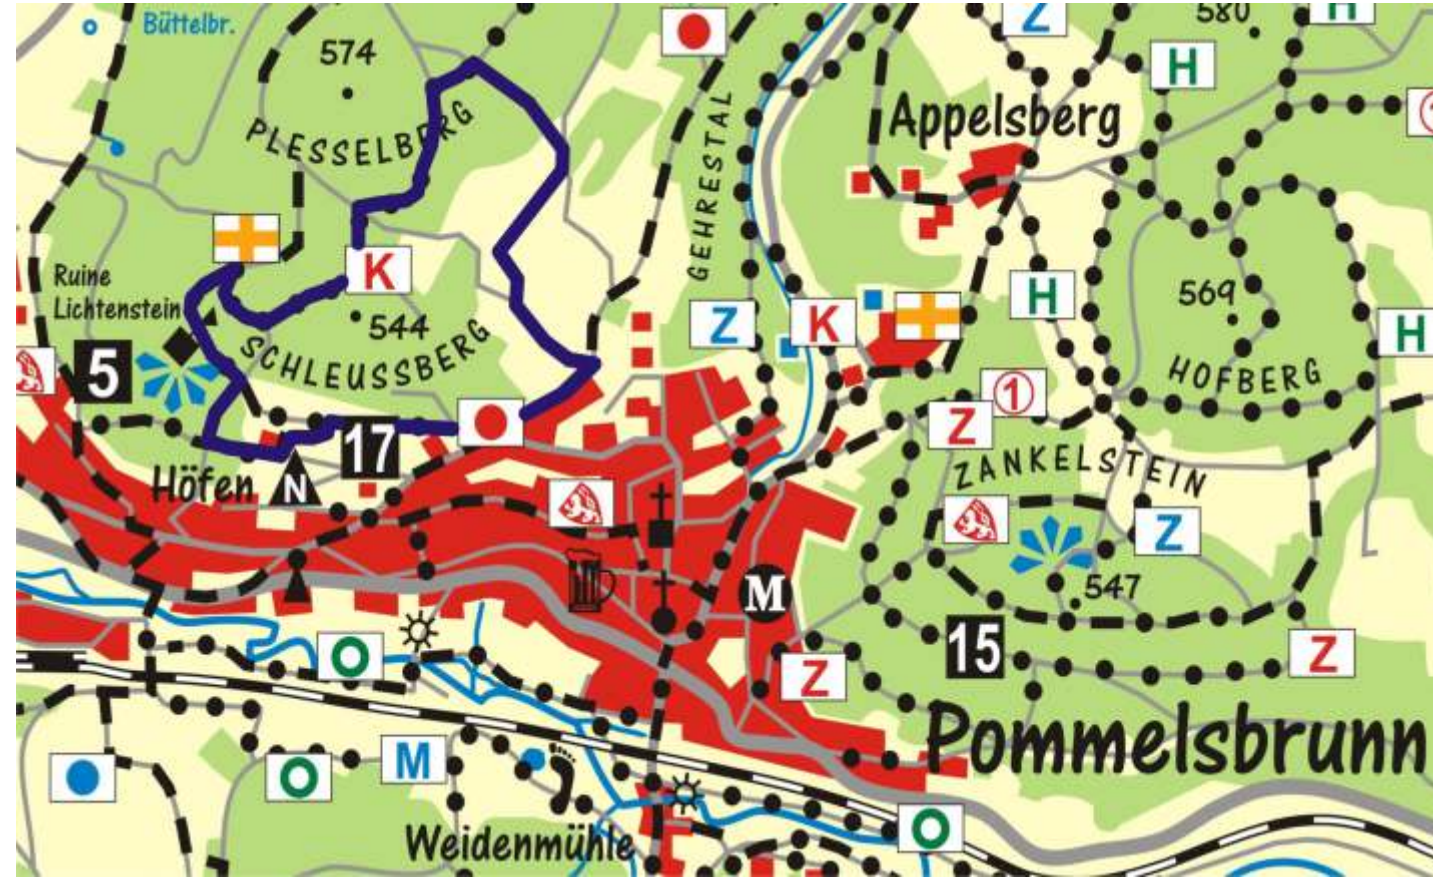 Büttelbr.
574
PLESSELBERG
Z
580
H
H
Appelsberg
GEHRESTAL
Ruine
Lichtenstein
K
544
SCHLEUSSBERG
Z
K
H
569
HOFBERG
H
5
17
1
Z
ZANKELSTEIN
Höfen
N
Z
547
M
15
Z
Z
Pommelsbrunn
M
Weidenmühle